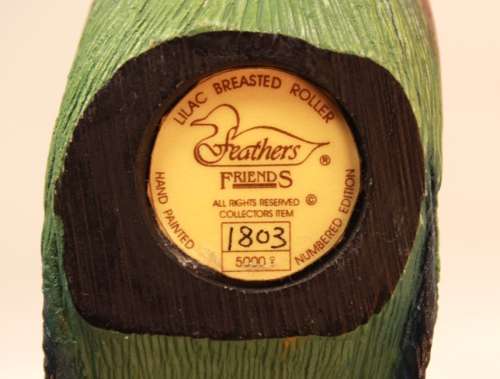 LILAC BREASTED ROLLER
Feathers ®
FRIENDS
ALL RIGHTS RESERVED ©
COLLECTORS ITEM
HAND PAINTED
1803
5000
NUMBERED EDITION